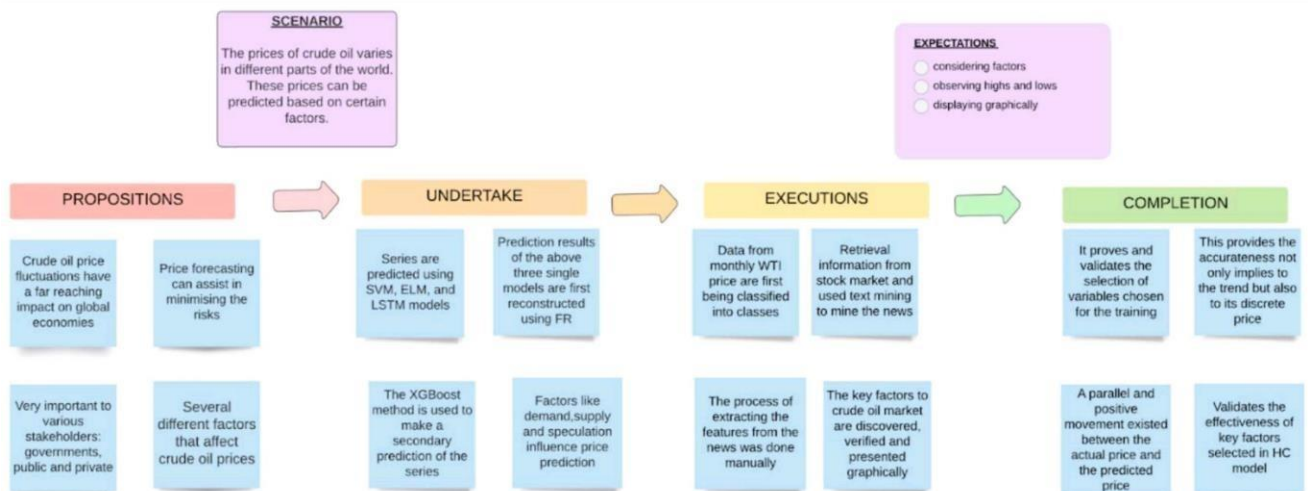 SCENARIO
The prices of crude oil varies
in different parts of the world.
These prices can be
predicted based on certain
factors.
EXPECTATIONS
considering factors
observing highs and lows
displaying graphically
PROPOSITIONS
UNDERTAKE
EXECUTIONS
COMPLETION
Crude oil price
fluctuations have
a far reaching
impact on global
economies
Price forecasting
can assist in
minimising the
risks
Series are
predicted using
SVM, ELM, and
LSTM models
Prediction results
of the above
three single
models are first
reconstructed
using FR
Data from
monthly WTI
price are first
being classified
into classes
Retrieval
information from
stock market and
used text mining
to mine the news
It proves and
validates the
selection of
variables chosen
for the training
This provides the
accurateness not
only implies to
the trend but also
to its discrete
price
Very important to
various
stakeholders:
governments,
public and private
Several
different factors
that affect
crude oil prices
The XGBoost
method is used to
make a
secondary
prediction of the
series
Factors like
demand,supply
and speculation
influence price
prediction
The process of
extracting the
features from the
news was done
manually
The key factors to
crude oil market
are discovered,
verified and
presented
graphically
A parallel and
positive
movement existed
between the
actual price and
the predicted
price
Validates the
effectiveness of
key factors
selected in HC
model